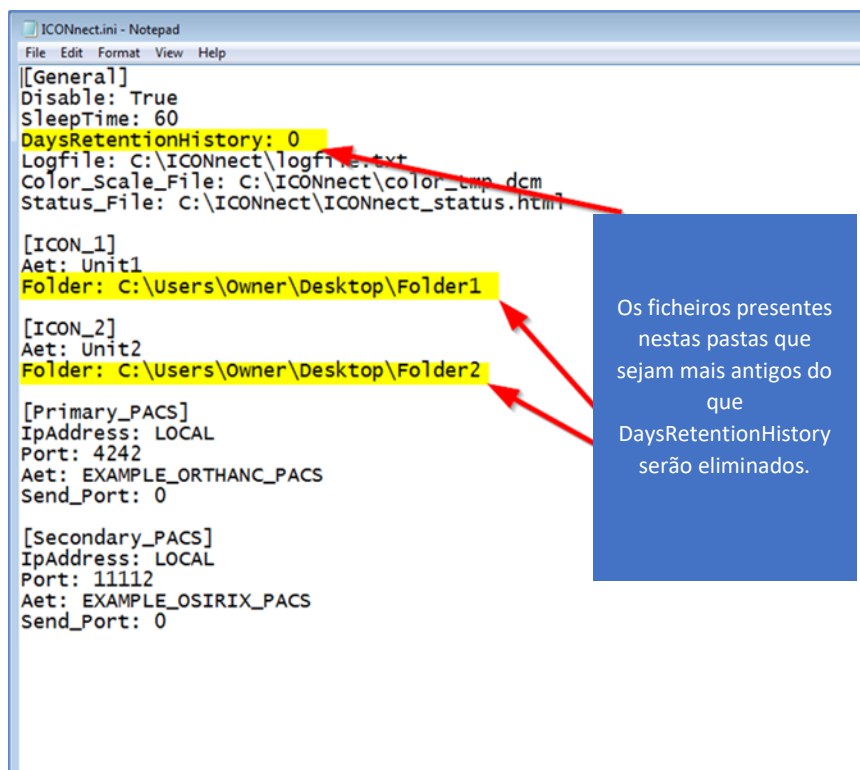 ICONnect.ini - Notepad
File Edit Format View Help
[General]
Disable: True
SleepTime: 60
DaysRetentionHistory: 0
Logfile: C:\ICONnect\logfile.txt
Color_Scale_File: C:\ICONnect\color_tmp.dcm
Status_File: C:\ICONnect\ICONnect_status.html
[ICON_1]
Aet: Unit1
Folder: C:\Users\Owner\Desktop\Folder1
[ICON_2]
Aet: Unit2
Folder: C:\Users\Owner\Desktop\Folder2
[Primary_PACS]
IpAddress: LOCAL
Port: 4242
Aet: EXAMPLE_ORTHANC_PACS
Send_Port: 0
[Secondary_PACS]
IpAddress: LOCAL
Port: 11112
Aet: EXAMPLE_OSIRIX_PACS
Send_Port: 0
Os ficheiros presentes
nestas pastas que
sejam mais antigos do
que
DaysRetentionHistory
serão eliminados.